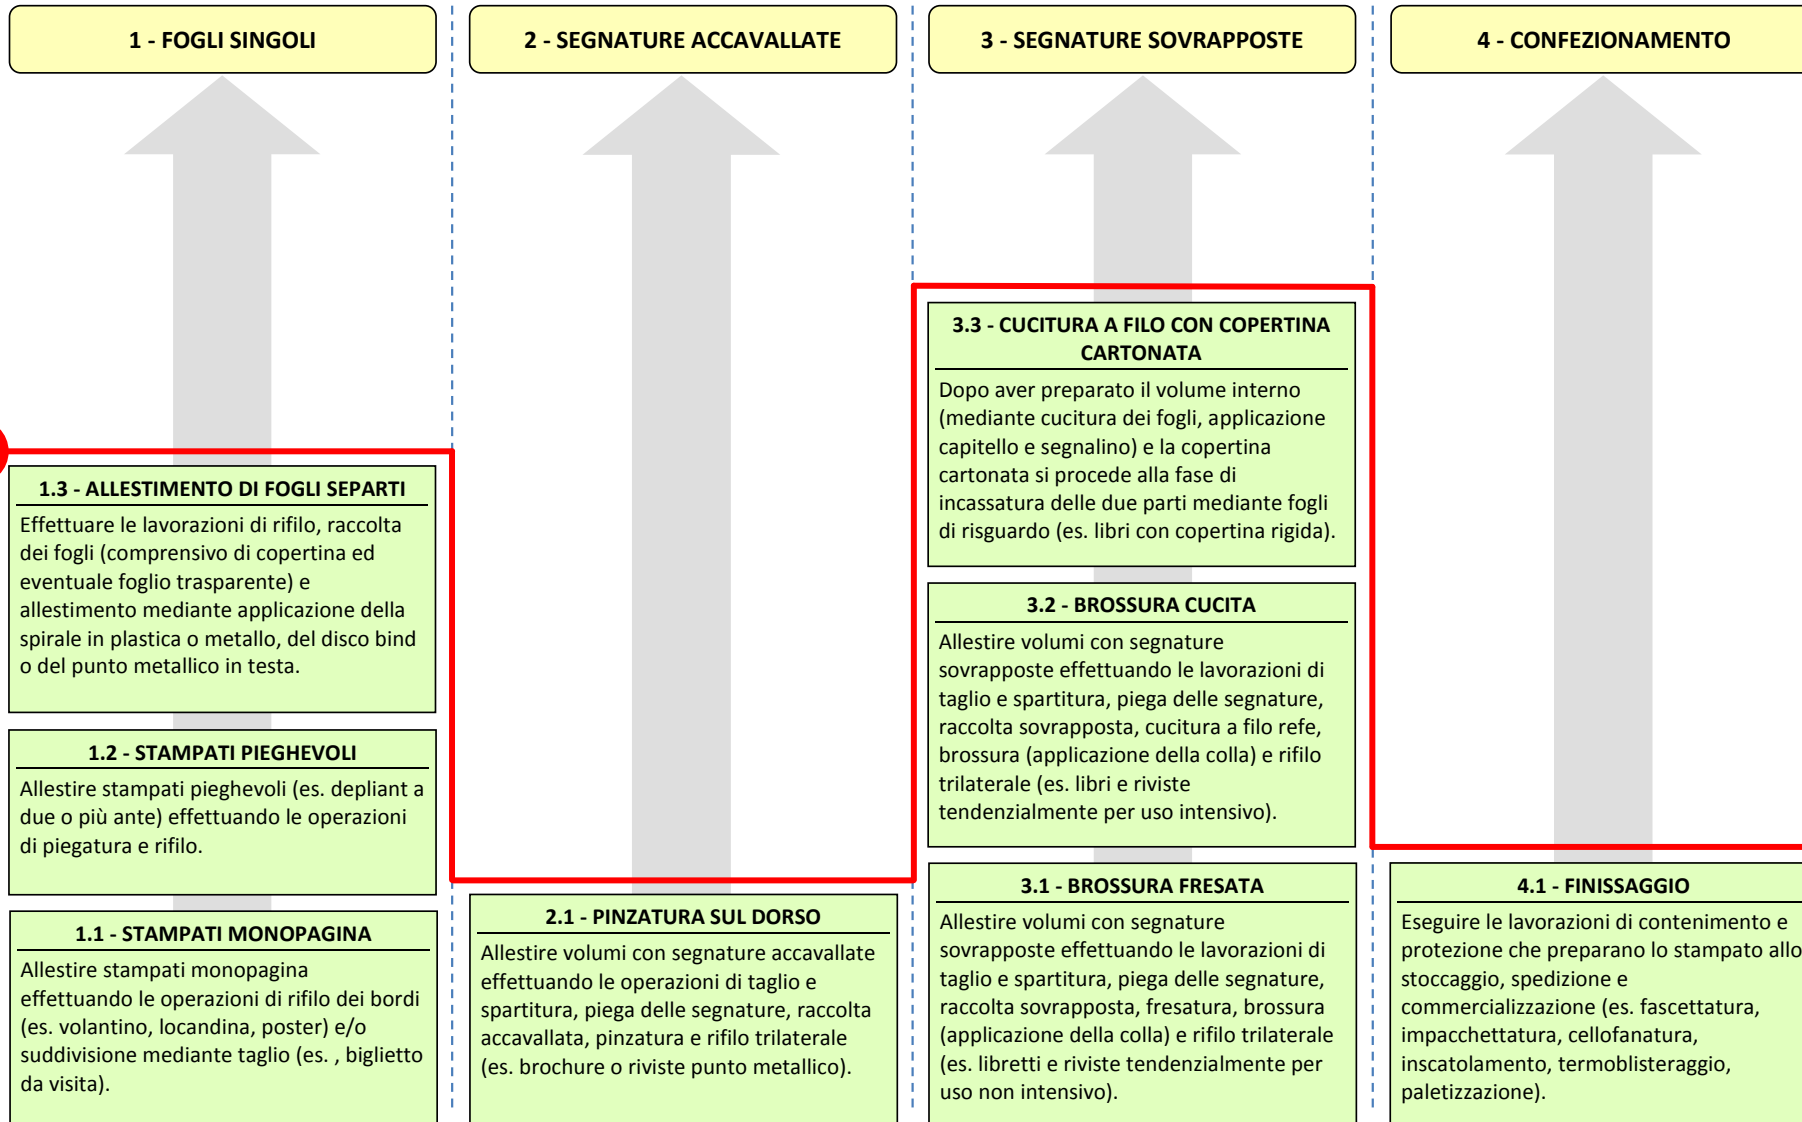 1 - FOGLI SINGOLI
2 - SEGNATURE ACCAVALLATE
3 - SEGNATURE SOVRAPPOSTE
4 - CONFEZIONAMENTO
1.3 - ALLESTIMENTO DI FOGLI SEPARTI
Effettuare le lavorazioni di rifilo, raccolta
dei fogli (comprensivo di copertina ed
eventuale foglio trasparente) e
allestimento mediante applicazione della
spirale in plastica o metallo, del disco bind
o del punto metallico in testa.
1.2 - STAMPATI PIEGHEVOLI
Allestire stampati pieghevoli (es. depliant a
due o più ante) effettuando le operazioni
di piegatura e rifilo.
1.1 - STAMPATI MONOPAGINA
Allestire stampati monopagina
effettuando le operazioni di rifilo dei bordi
(es. volantino, locandina, poster) e/o
suddivisione mediante taglio (es. , biglietto
da visita).
2.1 - PINZATURA SUL DORSO
Allestire volumi con segnature accavallate
effettuando le operazioni di taglio e
spartitura, piega delle segnature, raccolta
accavallata, pinzatura e rifilo trilaterale
(es. brochure o riviste punto metallico).
3.3 - CUCITURA A FILO CON COPERTINA
CARTONATA
Dopo aver preparato il volume interno
(mediante cucitura dei fogli, applicazione
capitello e segnalino) e la copertina
cartonata si procede alla fase di
incassatura delle due parti mediante fogli
di risguardo (es. libri con copertina rigida).
3.2 - BROSSURA CUCITA
Allestire volumi con segnature
sovrapposte effettuando le lavorazioni di
taglio e spartitura, piega delle segnature,
raccolta sovrapposta, cucitura a filo refe,
brossura (applicazione della colla) e rifilo
trilaterale (es. libri e riviste
tendenzialmente per uso intensivo).
3.1 - BROSSURA FRESATA
Allestire volumi con segnature
sovrapposte effettuando le lavorazioni di
taglio e spartitura, piega delle segnature,
raccolta sovrapposta, fresatura, brossura
(applicazione della colla) e rifilo trilaterale
(es. libretti e riviste tendenzialmente per
uso non intensivo).
4.1 - FINISSAGGIO
Eseguire le lavorazioni di contenimento e
protezione che preparano lo stampato allo
stoccaggio, spedizione e
commercializzazione (es. fascettatura,
impacchettatura, cellofanatura,
inscatolamento, termoblisteraggio,
paletizzazione).